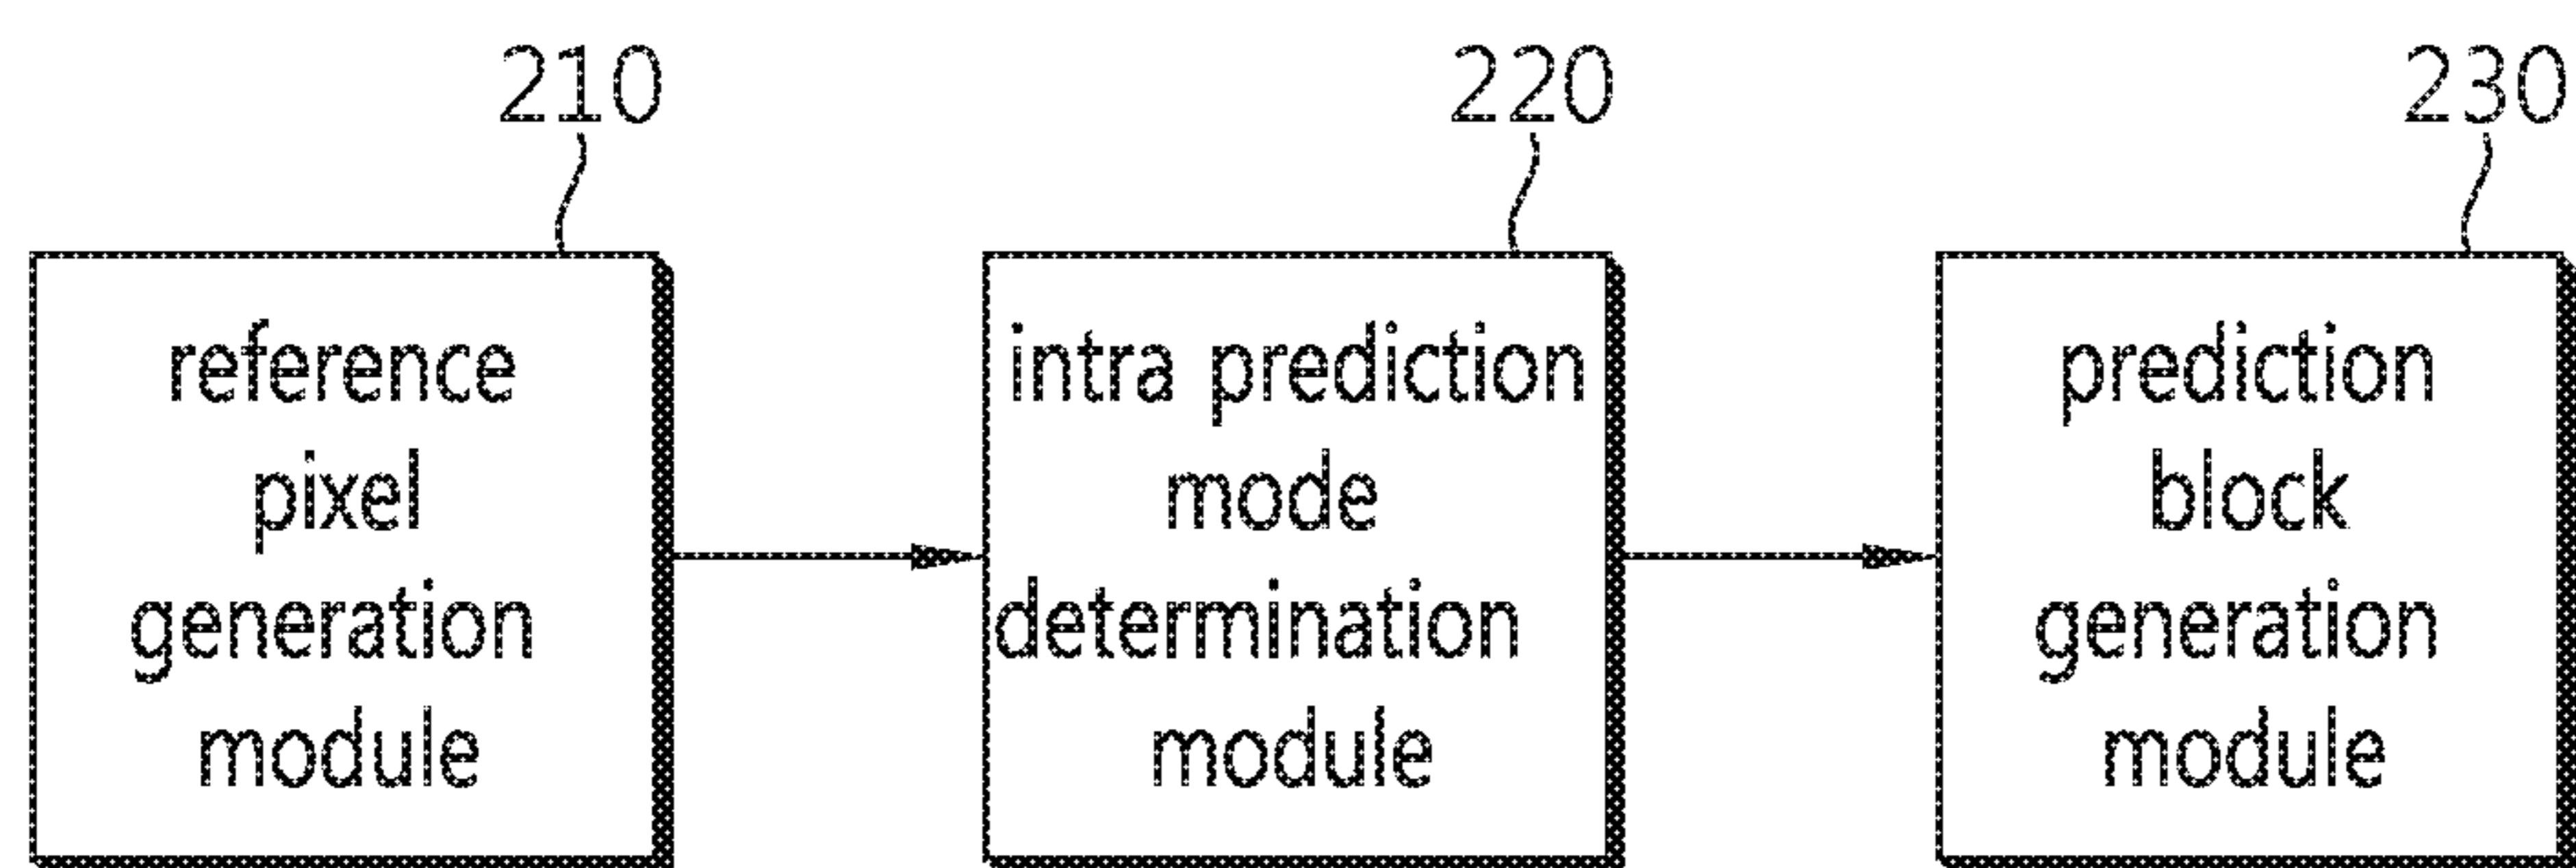 210
220
230
reference
pixel
generation
module
intra prediction
mode
determination
module
prediction
block
generation
module